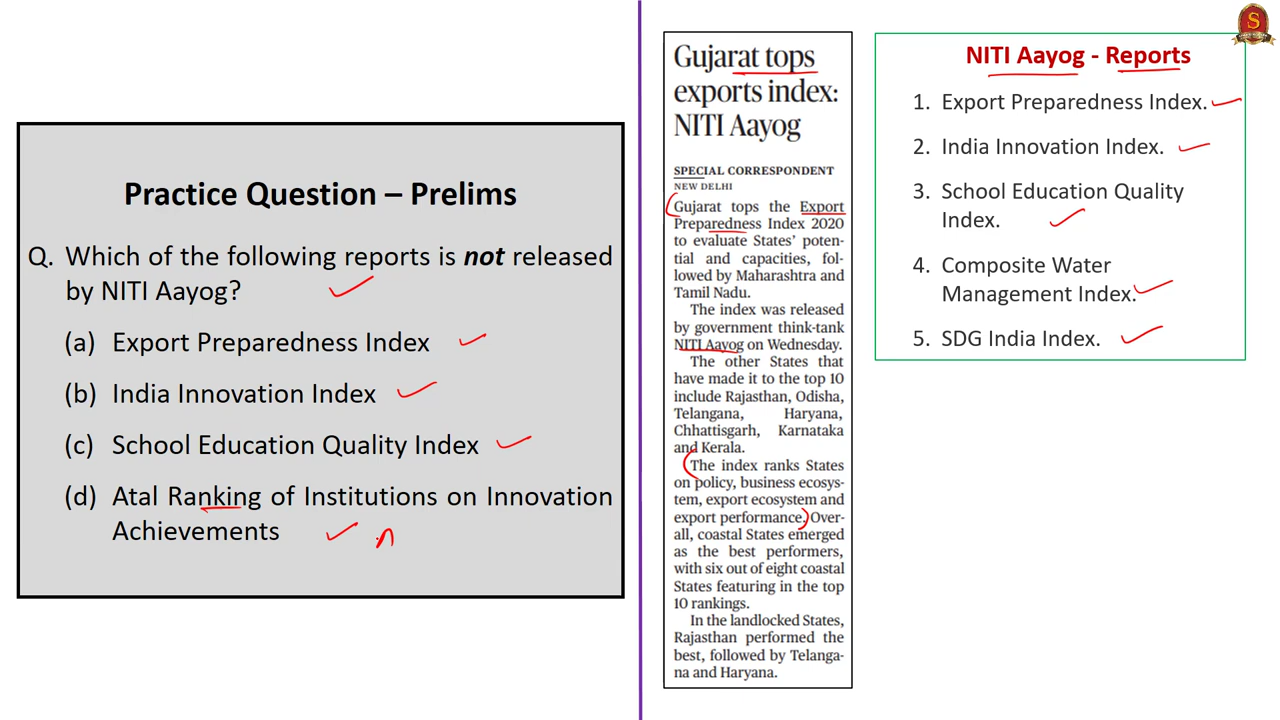 Practice Question – Prelims
Q. Which of the following reports is not released
by NITI Aayog?
(a) Export Preparedness Index
(b) India Innovation Index
(c) School Education Quality Index
(d) Atal Ranking of Institutions on Innovation
Achievements
Gujarat tops
exports index:
NITI Aayog
SPECIAL CORRESPONDENT
NEW DELHI
Gujarat tops the Export
Preparedness Index 2020
to evaluate States’ poten-
tial and capacities, fol-
lowed by Maharashtra and
Tamil Nadu.
The index was released
by government think-tank
NITI Aayog on Wednesday.
The other States that
have made it to the top 10
include Rajasthan, Odisha,
Telangana, Haryana,
Chhattisgarh, Karnataka
and Kerala.
The index ranks States
on policy, business ecosys-
tem, export ecosystem and
export performance. Over-
all, coastal States emerged
as the best performers,
with six out of eight coastal
States featuring in the top
10 rankings.
In the landlocked States,
Rajasthan performed the
best, followed by Telanga-
na and Haryana.
NITI Aayog - Reports
1. Export Preparedness Index.
2. India Innovation Index.
3. School Education Quality
Index.
4. Composite Water
Management Index.
5. SDG India Index.
S